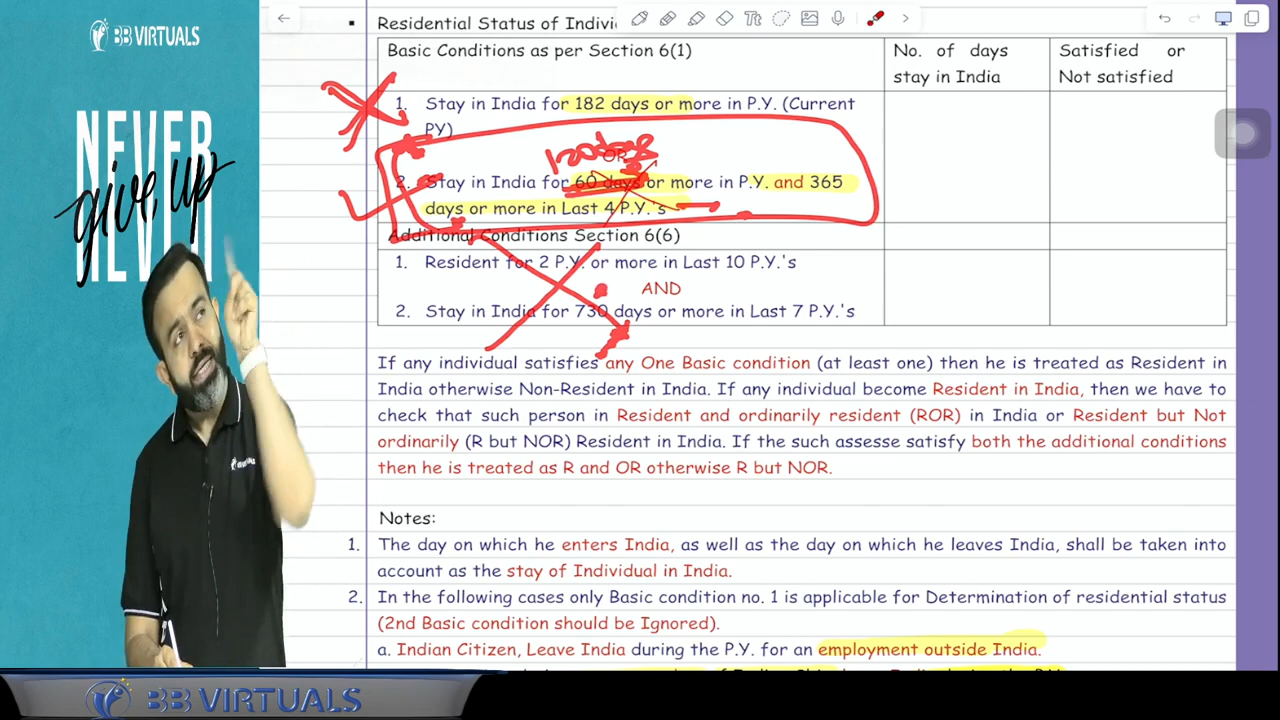 BB VIRTUALS
NEVER
give up
NEVER
▪ Residential Status of Indivi
Basic Conditions as per Section 6(1)
No. of days stay in India
Satisfied or Not satisfied
1. Stay in India for 182 days or more in P.Y. (Current
PY)
OR
120 days
2. Stay in India for 60 days or more in P.Y. and 365
days or more in Last 4 P.Y.'s
Additional Conditions Section 6(6)
1. Resident for 2 P.Y. or more in Last 10 P.Y.'s
AND
2. Stay in India for 730 days or more in Last 7 P.Y.'s
If any individual satisfies any One Basic condition (at least one) then he is treated as Resident in
India otherwise Non-Resident in India. If any individual become Resident in India, then we have to
check that such person in Resident and ordinarily resident (ROR) in India or Resident but Not
ordinarily (R but NOR) Resident in India. If the such assesse satisfy both the additional conditions
then he is treated as R and OR otherwise R but NOR.
Notes:
1. The day on which he enters India, as well as the day on which he leaves India, shall be taken into
account as the stay of Individual in India.
2. In the following cases only Basic condition no. 1 is applicable for Determination of residential status
(2nd Basic condition should be Ignored).
a. Indian Citizen, Leave India during the P.Y. for an employment outside India.
BB VIRTUALS